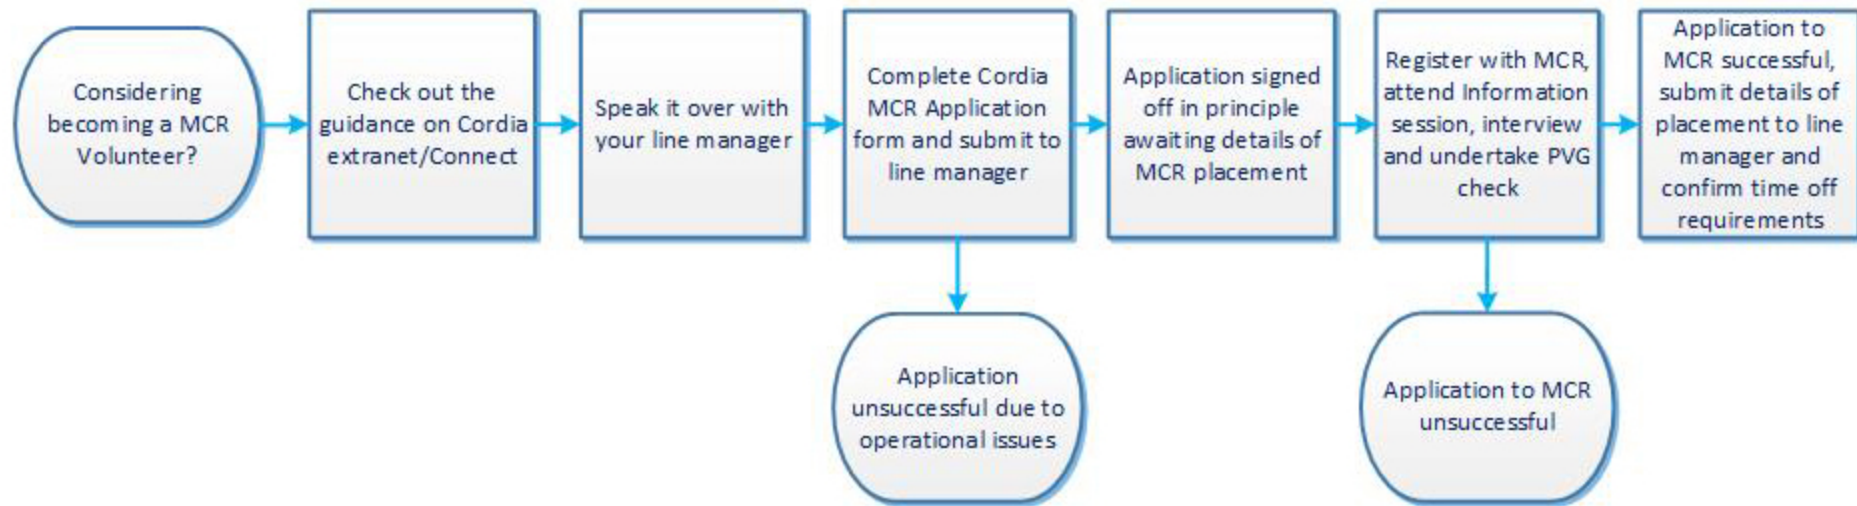 Considering
becoming a MCR
Volunteer?
Check out the
guidance on Cordia
extranet/Connect
Speak it over with
your line manager
Complete Cordia
MCR Application
form and submit to
line manager
Application signed
off in principle
awaiting details of
MCR placement
Register with MCR,
attend Information
session, interview
and undertake PVG
check
Application to
MCR successful,
submit details of
placement to line
manager and
confirm time off
requirements
Application
unsuccessful due to
operational issues
Application to MCR
unsuccessful